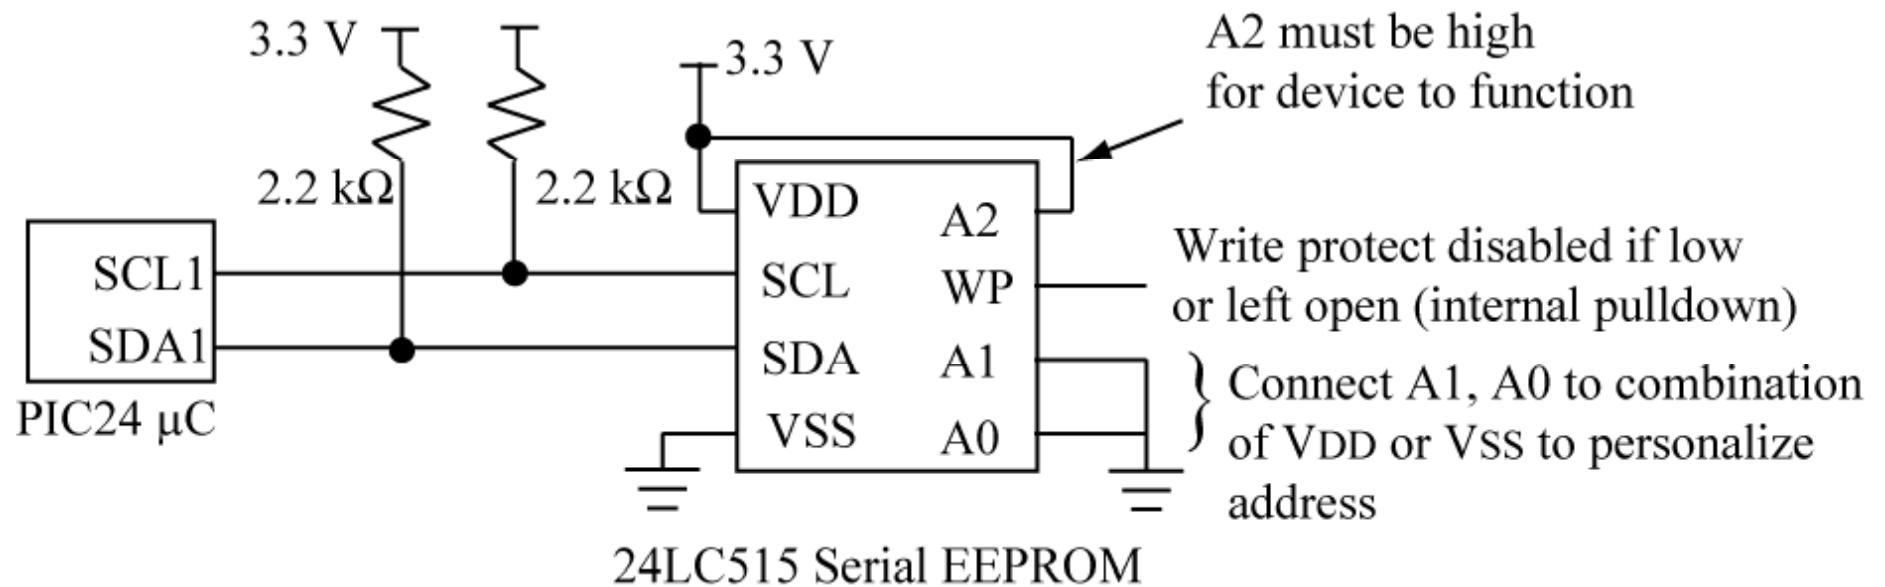 3.3 V
3.3 V
A2 must be high
for device to function
2.2 kΩ
2.2 kΩ
VDD
A2
SCL1
SCL
WP
Write protect disabled if low
or left open (internal pulldown)
SDA1
SDA
A1
PIC24 μC
VSS
A0
Connect A1, A0 to combination
of VDD or VSS to personalize
address
24LC515 Serial EEPROM